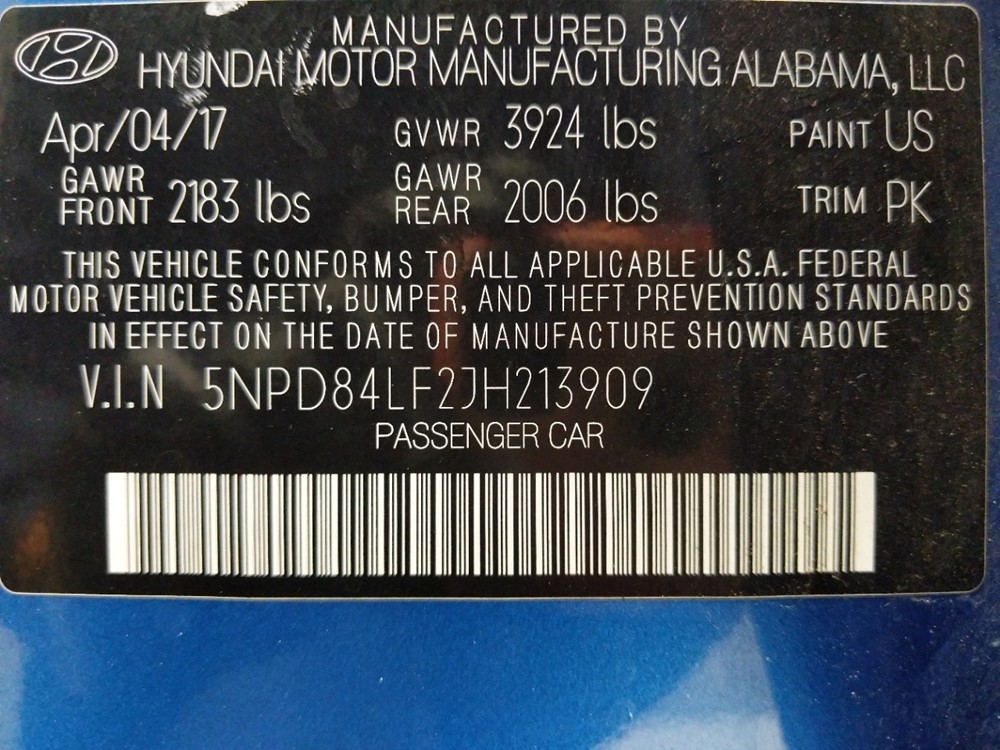 MANUFACTURED BY
HYUNDAI MOTOR MANUFACTURING ALABAMA, LLC
Apr/04/17 GVWR 3924 lbs PAINT US
GAWR FRONT 2183 lbs GAWR REAR 2006 lbs TRIM PK
THIS VEHICLE CONFORMS TO ALL APPLICABLE U.S.A. FEDERAL
MOTOR VEHICLE SAFETY, BUMPER, AND THEFT PREVENTION STANDARDS
IN EFFECT ON THE DATE OF MANUFACTURE SHOWN ABOVE
V.I.N 5NPD84LF2JH213909
PASSENGER CAR